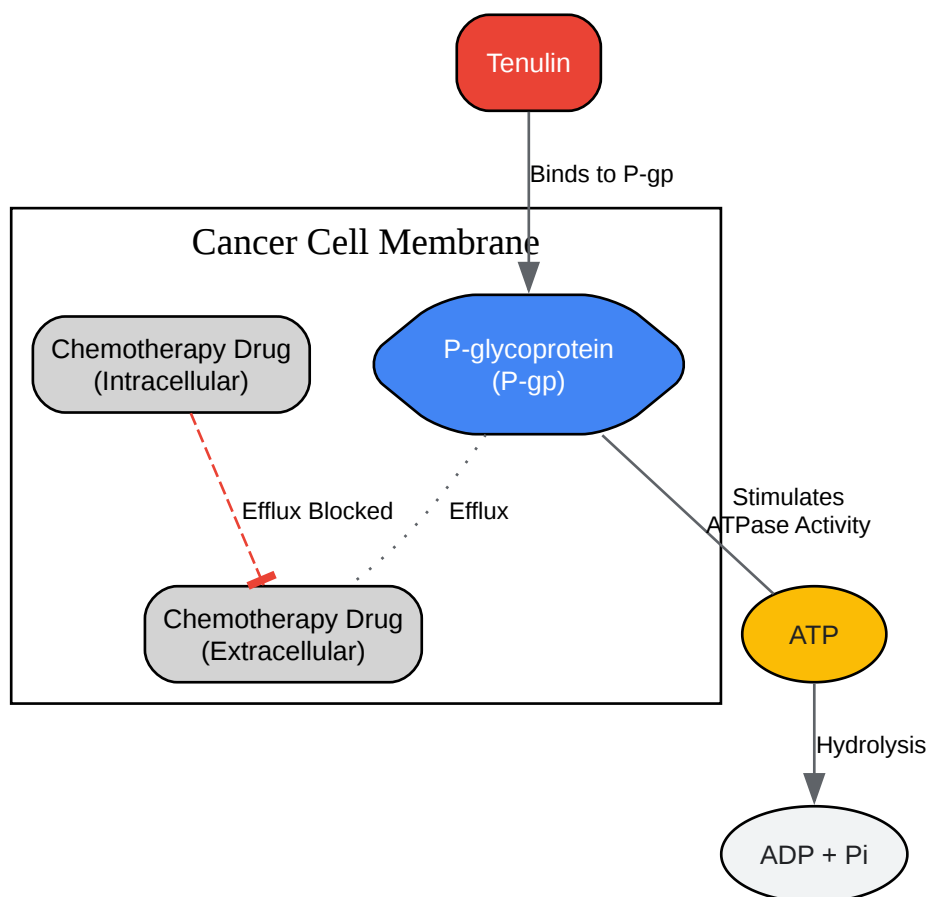 Tenulin
Binds to P-gp
Cancer Cell Membrane
Chemotherapy Drug
(Intracellular)
P-glycoprotein
(P-gp)
Efflux Blocked
Efflux
Stimulates
ATPase Activity
Chemotherapy Drug
(Extracellular)
ATP
Hydrolysis
ADP + Pi